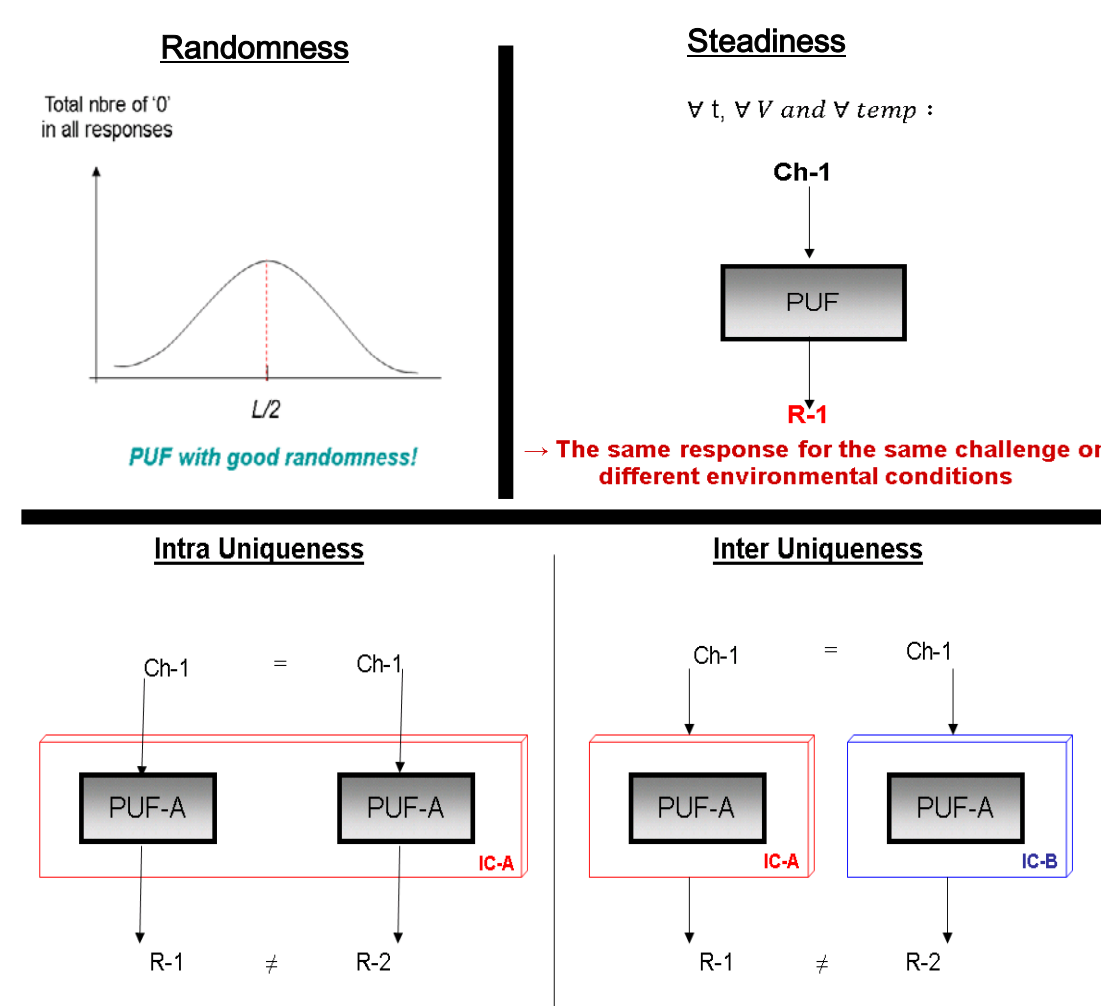 Randomness
Total nbre of '0'
in all responses
L/2
PUF with good randomness!
Steadiness
∀ t, ∀ V and ∀ temp :
Ch-1
PUF
R-1
→ The same response for the same challenge or
different environmental conditions
Intra Uniqueness
Ch-1 = Ch-1
PUF-A PUF-A
IC-A
R-1 ≠ R-2
Inter Uniqueness
Ch-1 = Ch-1
PUF-A PUF-A
IC-A IC-B
R-1 ≠ R-2